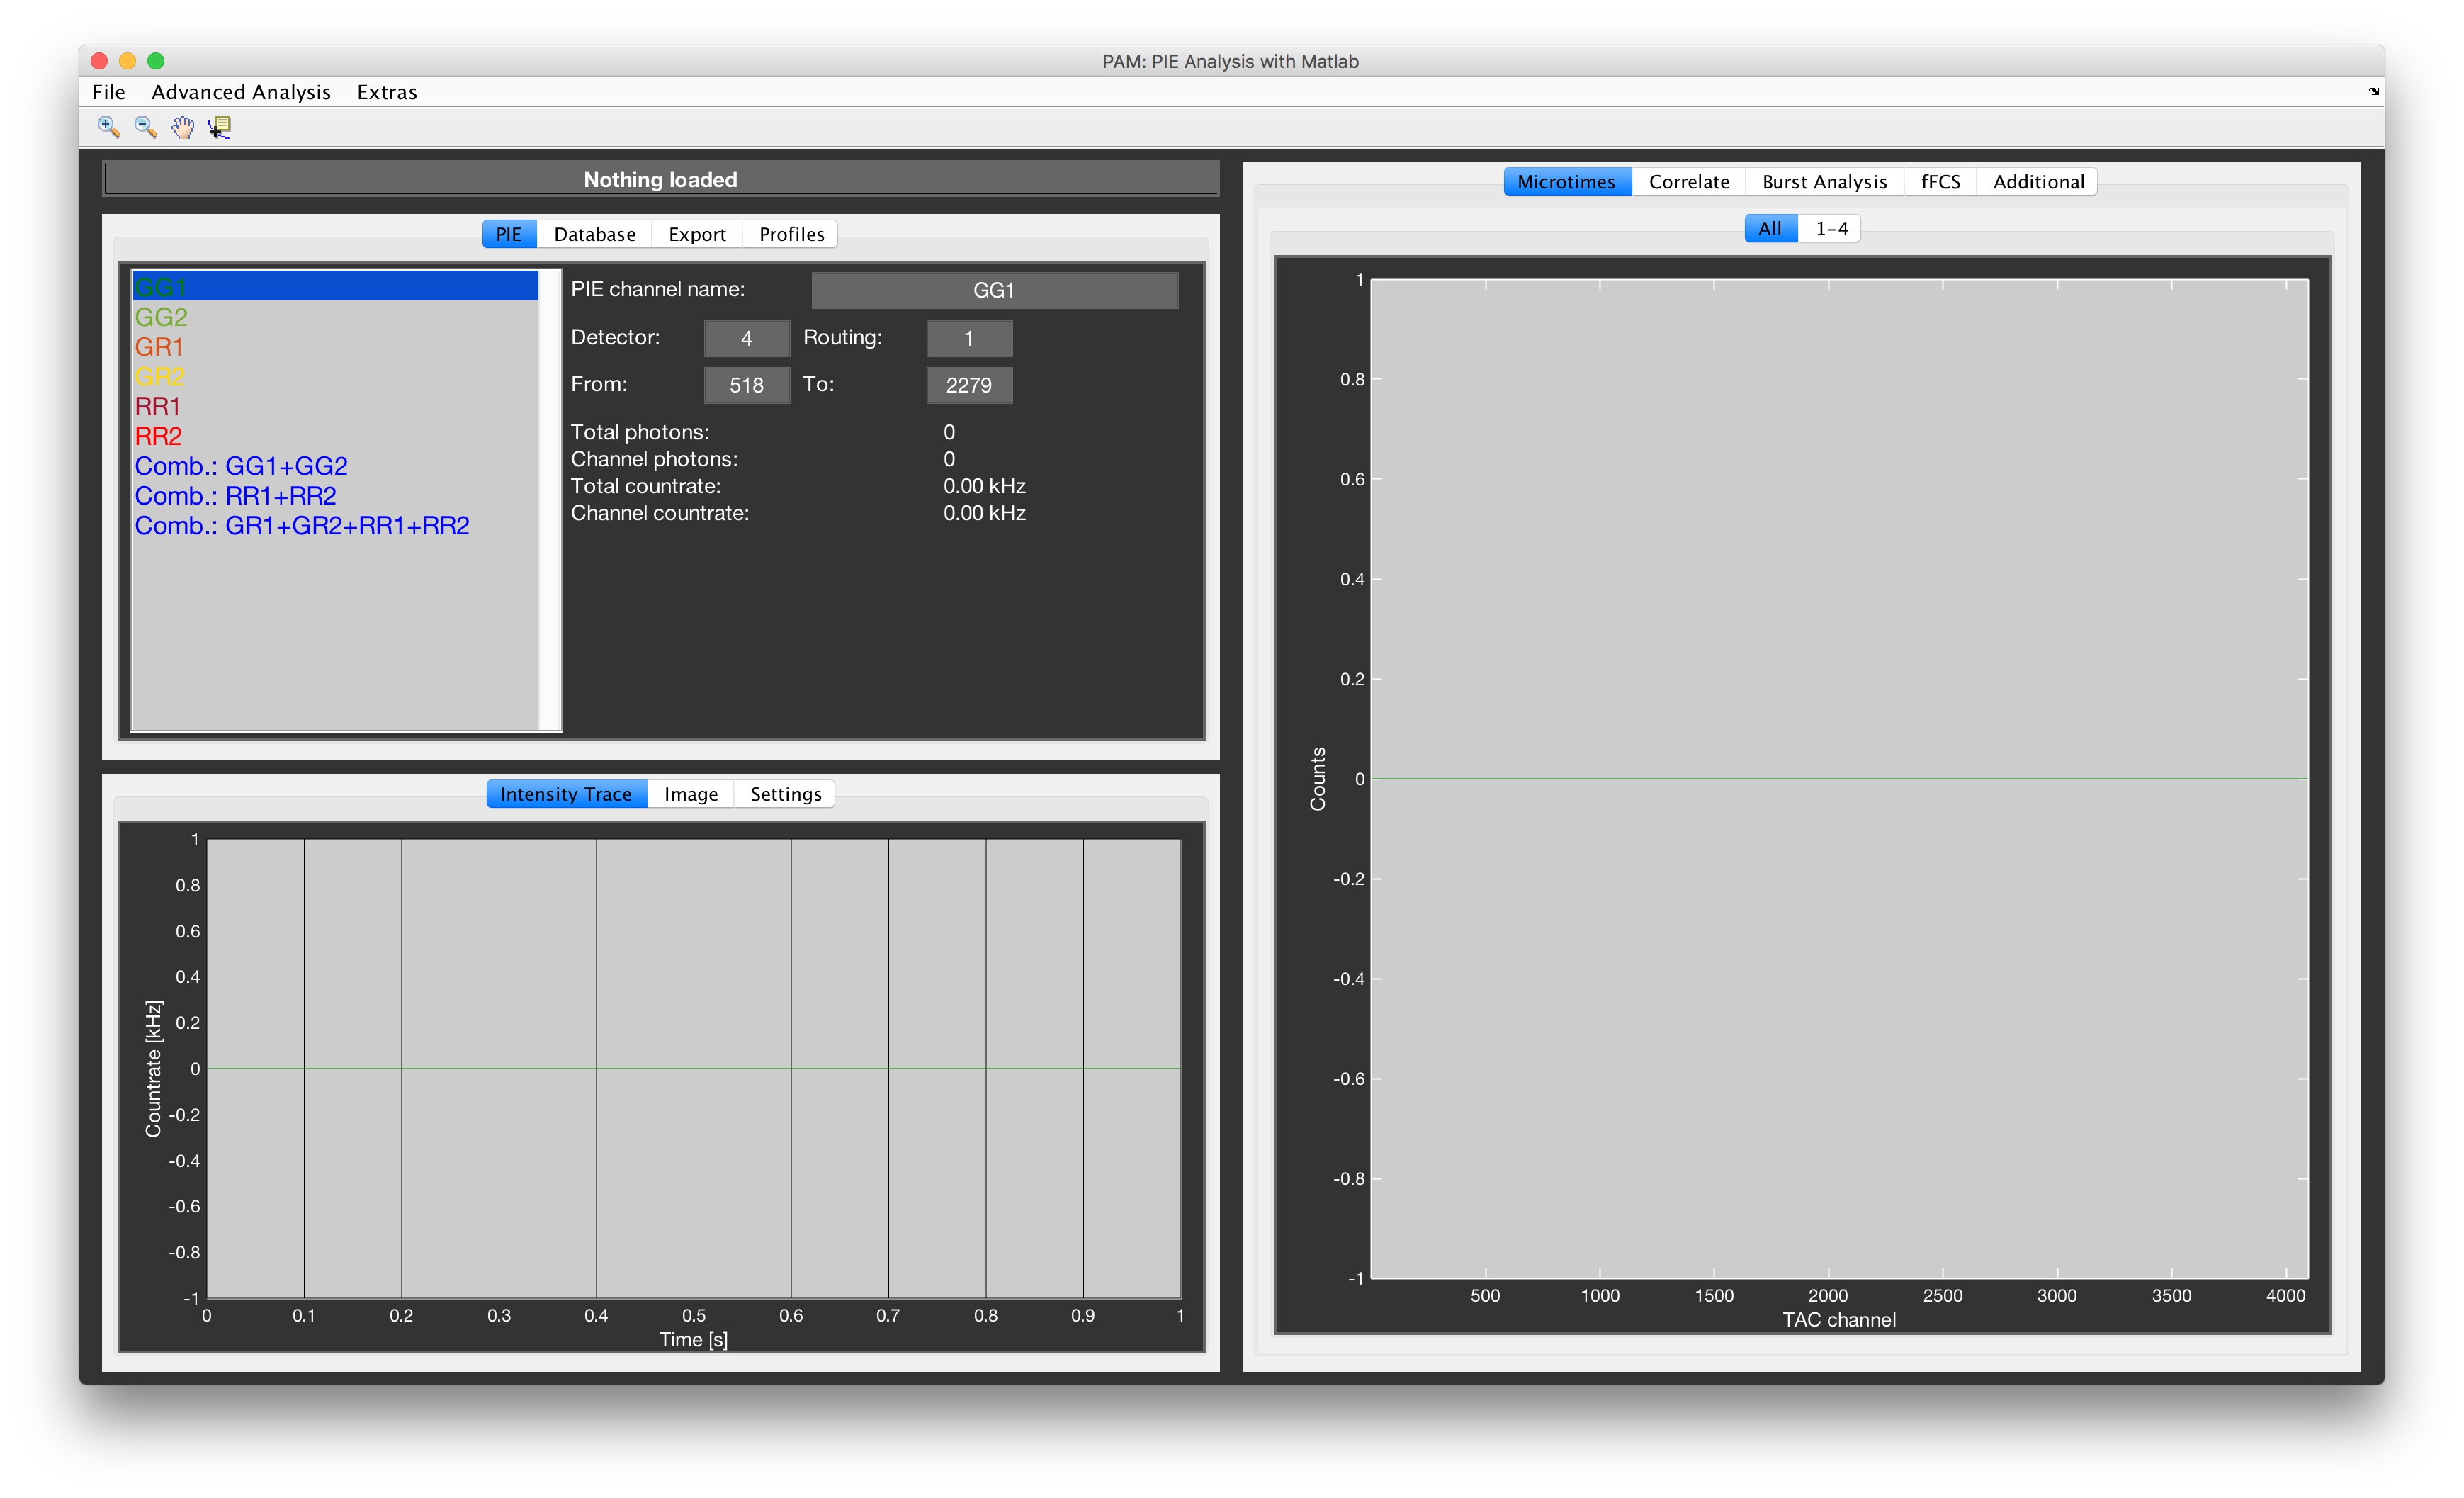 PAM: PIE Analysis with Matlab
File Advanced Analysis Extras
Nothing loaded
PIE Database Export Profiles
GG1
GG2
GR1
GR2
RR1
RR2
Comb.: GG1+GG2
Comb.: RR1+RR2
Comb.: GR1+GR2+RR1+RR2
PIE channel name: GG1
Detector: 4 Routing: 1
From: 518 To: 2279
Total photons: 0
Channel photons: 0
Total countrate: 0.00 kHz
Channel countrate: 0.00 kHz
Intensity Trace Image Settings
Countrate [kHz]
1
0.8
0.6
0.4
0.2
0
-0.2
-0.4
-0.6
-0.8
-1
0 0.1 0.2 0.3 0.4 0.5 0.6 0.7 0.8 0.9 1
Time [s]
Microtimes Correlate Burst Analysis fFCS Additional
All 1-4
Counts
1
0.8
0.6
0.4
0.2
0
-0.2
-0.4
-0.6
-0.8
-1
500 1000 1500 2000 2500 3000 3500 4000
TAC channel